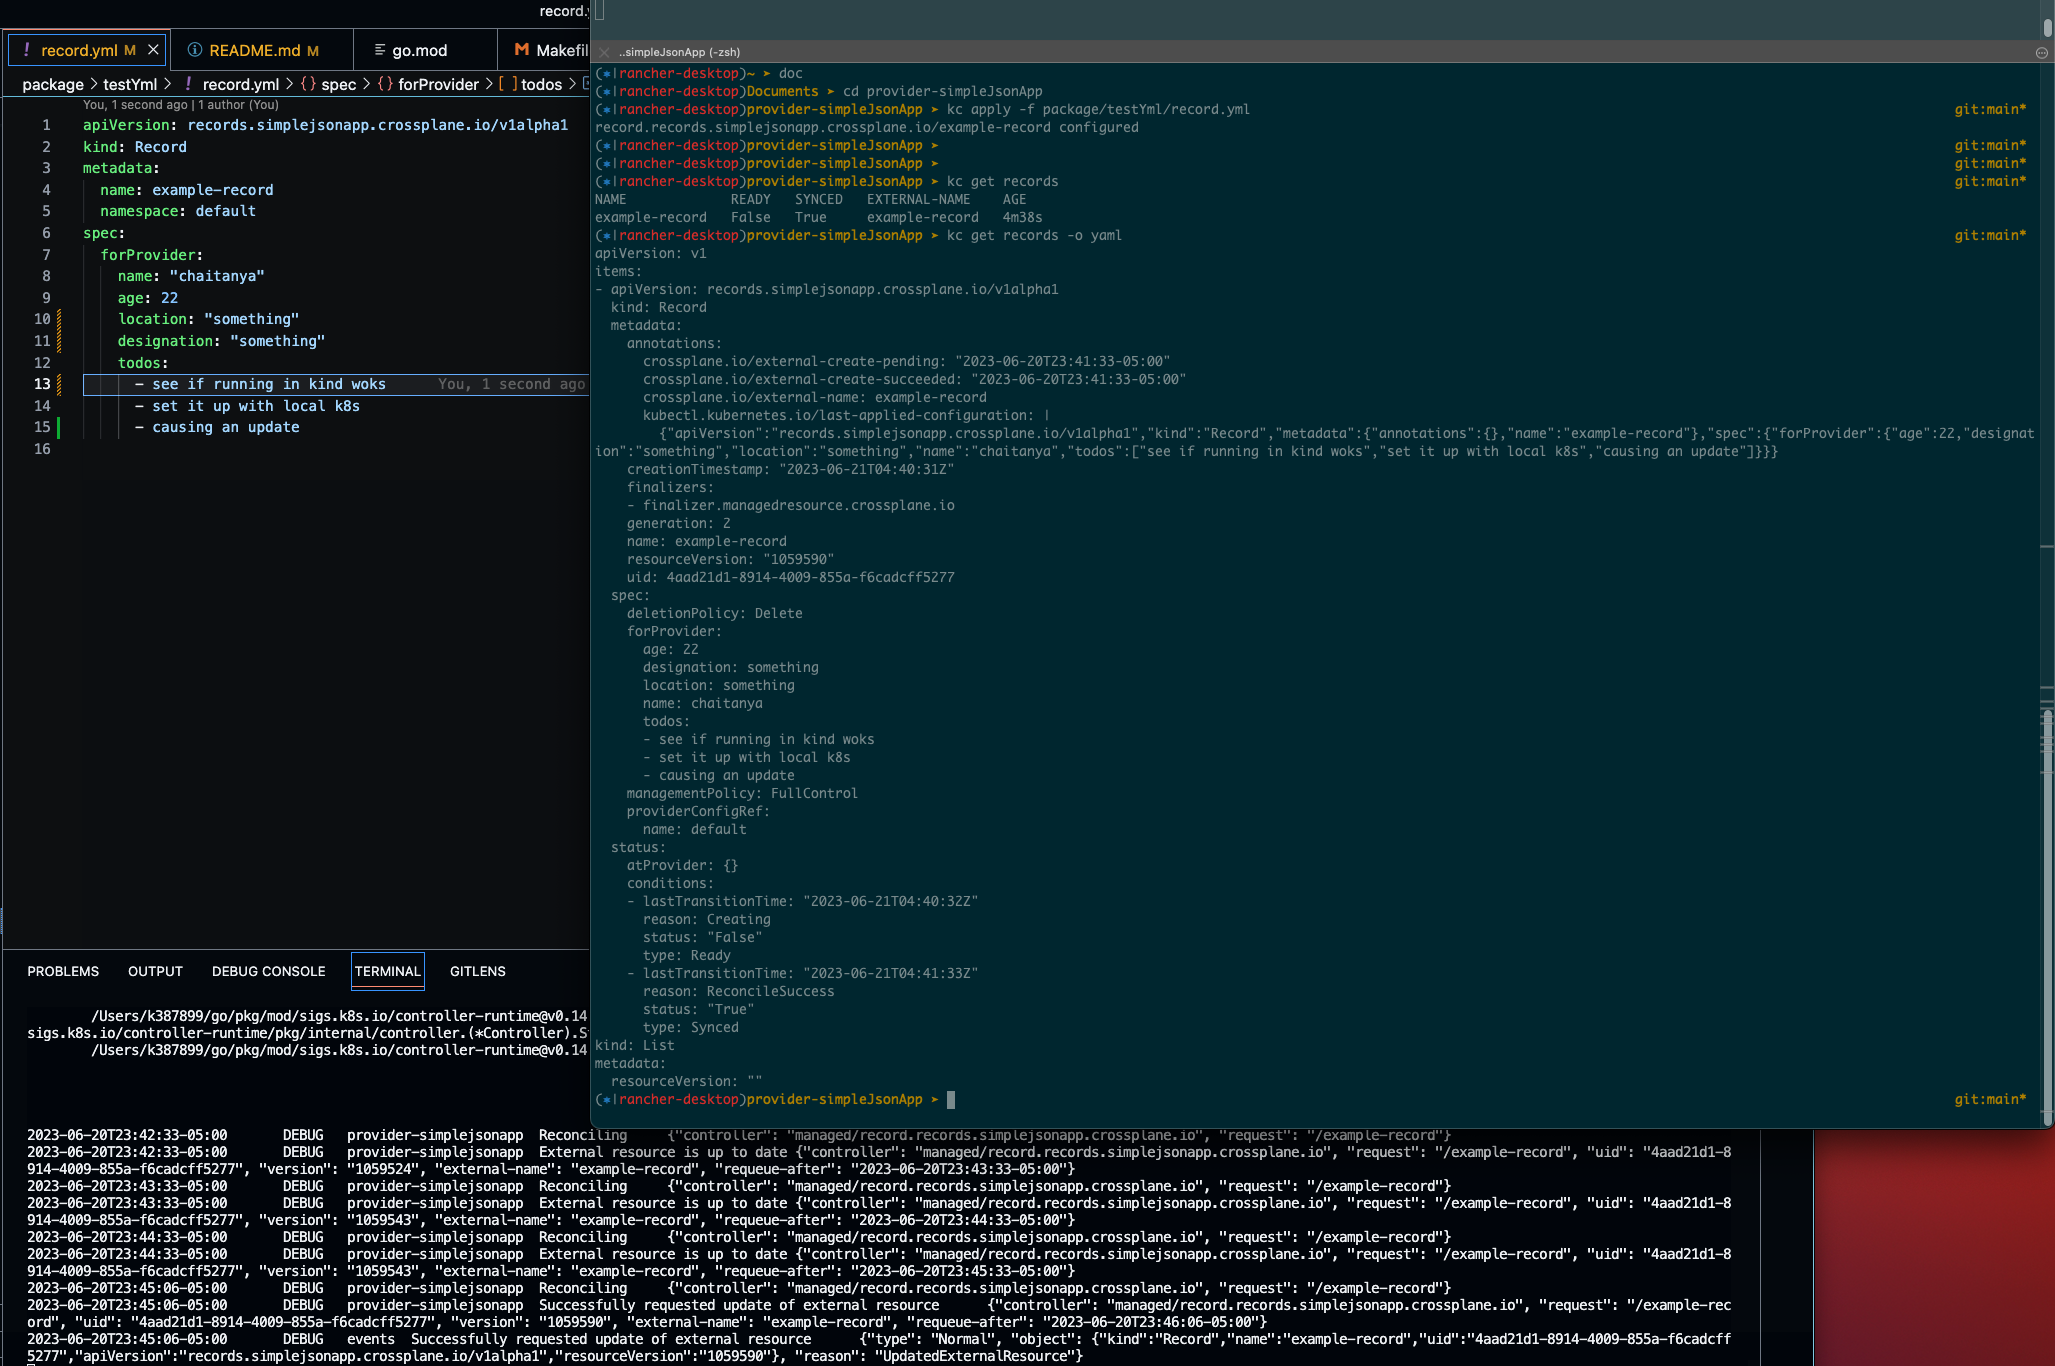 record.y
! record.yml M ×
README.md M
go.mod
M Makefil
package > testYml > ! record.yml > {} spec > {} forProvider > [ ] todos >
You, 1 second ago | 1 author (You)
1 apiVersion: records.simplejsonapp.crossplane.io/v1alpha1
2 kind: Record
3 metadata:
4 name: example-record
5 namespace: default
6 spec:
7 forProvider:
8 name: "chaitanya"
9 age: 22
10 location: "something"
11 designation: "something"
12 todos:
13 - see if running in kind woks You, 1 second ago
14 - set it up with local k8s
15 - causing an update
16
..simpleJsonApp (-zsh)
(*|rancher-desktop)~ ➤ doc
(*|rancher-desktop)Documents ➤ cd provider-simpleJsonApp
(*|rancher-desktop)provider-simpleJsonApp ➤ kc apply -f package/testYml/record.yml git:main*
record.records.simplejsonapp.crossplane.io/example-record configured
(*|rancher-desktop)provider-simpleJsonApp ➤ git:main*
(*|rancher-desktop)provider-simpleJsonApp ➤ git:main*
(*|rancher-desktop)provider-simpleJsonApp ➤ kc get records git:main*
NAME READY SYNCED EXTERNAL-NAME AGE
example-record False True example-record 4m38s
(*|rancher-desktop)provider-simpleJsonApp ➤ kc get records -o yaml git:main*
apiVersion: v1
items:
- apiVersion: records.simplejsonapp.crossplane.io/v1alpha1
kind: Record
metadata:
annotations:
crossplane.io/external-create-pending: "2023-06-20T23:41:33-05:00"
crossplane.io/external-create-succeeded: "2023-06-20T23:41:33-05:00"
crossplane.io/external-name: example-record
kubectl.kubernetes.io/last-applied-configuration: |
{"apiVersion":"records.simplejsonapp.crossplane.io/v1alpha1","kind":"Record","metadata":{"annotations":{},"name":"example-record"},"spec":{"forProvider":{"age":22,"designat
ion":"something","location":"something","name":"chaitanya","todos":["see if running in kind woks","set it up with local k8s","causing an update"]}}}
creationTimestamp: "2023-06-21T04:40:31Z"
finalizers:
- finalizer.managedresource.crossplane.io
generation: 2
name: example-record
resourceVersion: "1059590"
uid: 4aad21d1-8914-4009-855a-f6cadcff5277
spec:
deletionPolicy: Delete
forProvider:
age: 22
designation: something
location: something
name: chaitanya
todos:
- see if running in kind woks
- set it up with local k8s
- causing an update
managementPolicy: FullControl
providerConfigRef:
name: default
status:
atProvider: {}
conditions:
- lastTransitionTime: "2023-06-21T04:40:32Z"
reason: Creating
status: "False"
type: Ready
- lastTransitionTime: "2023-06-21T04:41:33Z"
reason: ReconcileSuccess
status: "True"
type: Synced
kind: List
metadata:
resourceVersion: ""
(*|rancher-desktop)provider-simpleJsonApp ➤ git:main*
PROBLEMS OUTPUT DEBUG CONSOLE TERMINAL GITLENS
/Users/k387899/go/pkg/mod/sigs.k8s.io/controller-runtime@v0.14
sigs.k8s.io/controller-runtime/pkg/internal/controller.(*Controller).S
/Users/k387899/go/pkg/mod/sigs.k8s.io/controller-runtime@v0.14
2023-06-20T23:42:33-05:00 DEBUG provider-simplejsonapp Reconciling {"controller": "managed/record.records.simplejsonapp.crossplane.io", "request": "/example-record"}
2023-06-20T23:42:33-05:00 DEBUG provider-simplejsonapp External resource is up to date {"controller": "managed/record.records.simplejsonapp.crossplane.io", "request": "/example-record", "uid": "4aad21d1-8
914-4009-855a-f6cadcff5277", "version": "1059524", "external-name": "example-record", "requeue-after": "2023-06-20T23:43:33-05:00"}
2023-06-20T23:43:33-05:00 DEBUG provider-simplejsonapp Reconciling {"controller": "managed/record.records.simplejsonapp.crossplane.io", "request": "/example-record"}
2023-06-20T23:43:33-05:00 DEBUG provider-simplejsonapp External resource is up to date {"controller": "managed/record.records.simplejsonapp.crossplane.io", "request": "/example-record", "uid": "4aad21d1-8
914-4009-855a-f6cadcff5277", "version": "1059543", "external-name": "example-record", "requeue-after": "2023-06-20T23:44:33-05:00"}
2023-06-20T23:44:33-05:00 DEBUG provider-simplejsonapp Reconciling {"controller": "managed/record.records.simplejsonapp.crossplane.io", "request": "/example-record"}
2023-06-20T23:44:33-05:00 DEBUG provider-simplejsonapp External resource is up to date {"controller": "managed/record.records.simplejsonapp.crossplane.io", "request": "/example-record", "uid": "4aad21d1-8
914-4009-855a-f6cadcff5277", "version": "1059543", "external-name": "example-record", "requeue-after": "2023-06-20T23:45:33-05:00"}
2023-06-20T23:45:06-05:00 DEBUG provider-simplejsonapp Reconciling {"controller": "managed/record.records.simplejsonapp.crossplane.io", "request": "/example-record"}
2023-06-20T23:45:06-05:00 DEBUG provider-simplejsonapp Successfully requested update of external resource {"controller": "managed/record.records.simplejsonapp.crossplane.io", "request": "/example-rec
ord", "uid": "4aad21d1-8914-4009-855a-f6cadcff5277", "version": "1059590", "external-name": "example-record", "requeue-after": "2023-06-20T23:46:06-05:00"}
2023-06-20T23:45:06-05:00 DEBUG events Successfully requested update of external resource {"type": "Normal", "object": {"kind":"Record","name":"example-record","uid":"4aad21d1-8914-4009-855a-f6cadcff
5277","apiVersion":"records.simplejsonapp.crossplane.io/v1alpha1","resourceVersion":"1059590"}, "reason": "UpdatedExternalResource"}